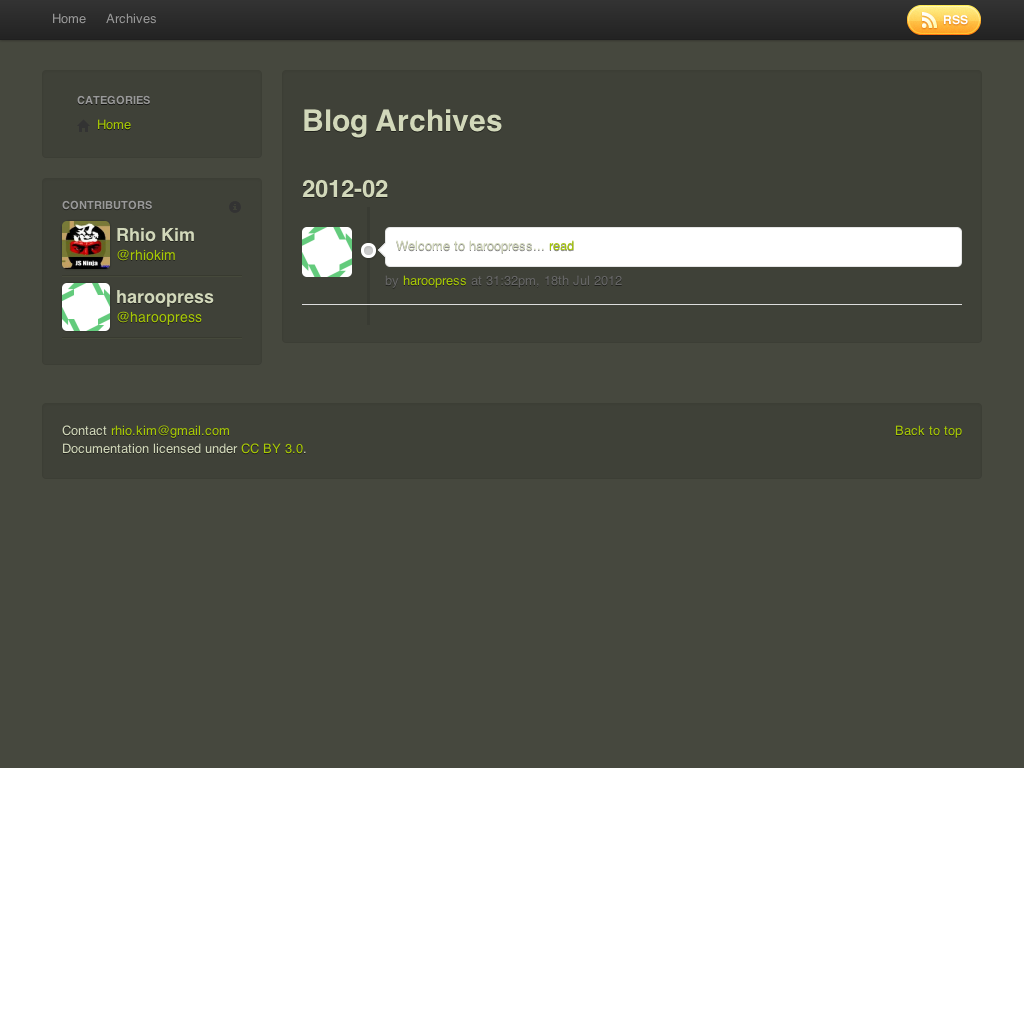 Home Archives RSS
CATEGORIES
Home
CONTRIBUTORS
JS Ninja
Rhio Kim
@rhiokim
haroopress
@haroopress
Blog Archives
2012-02
Welcome to haroopress... read
by haroopress at 31:32pm, 18th Jul 2012
Contact rhio.kim@gmail.com
Documentation licensed under CC BY 3.0.
Back to top